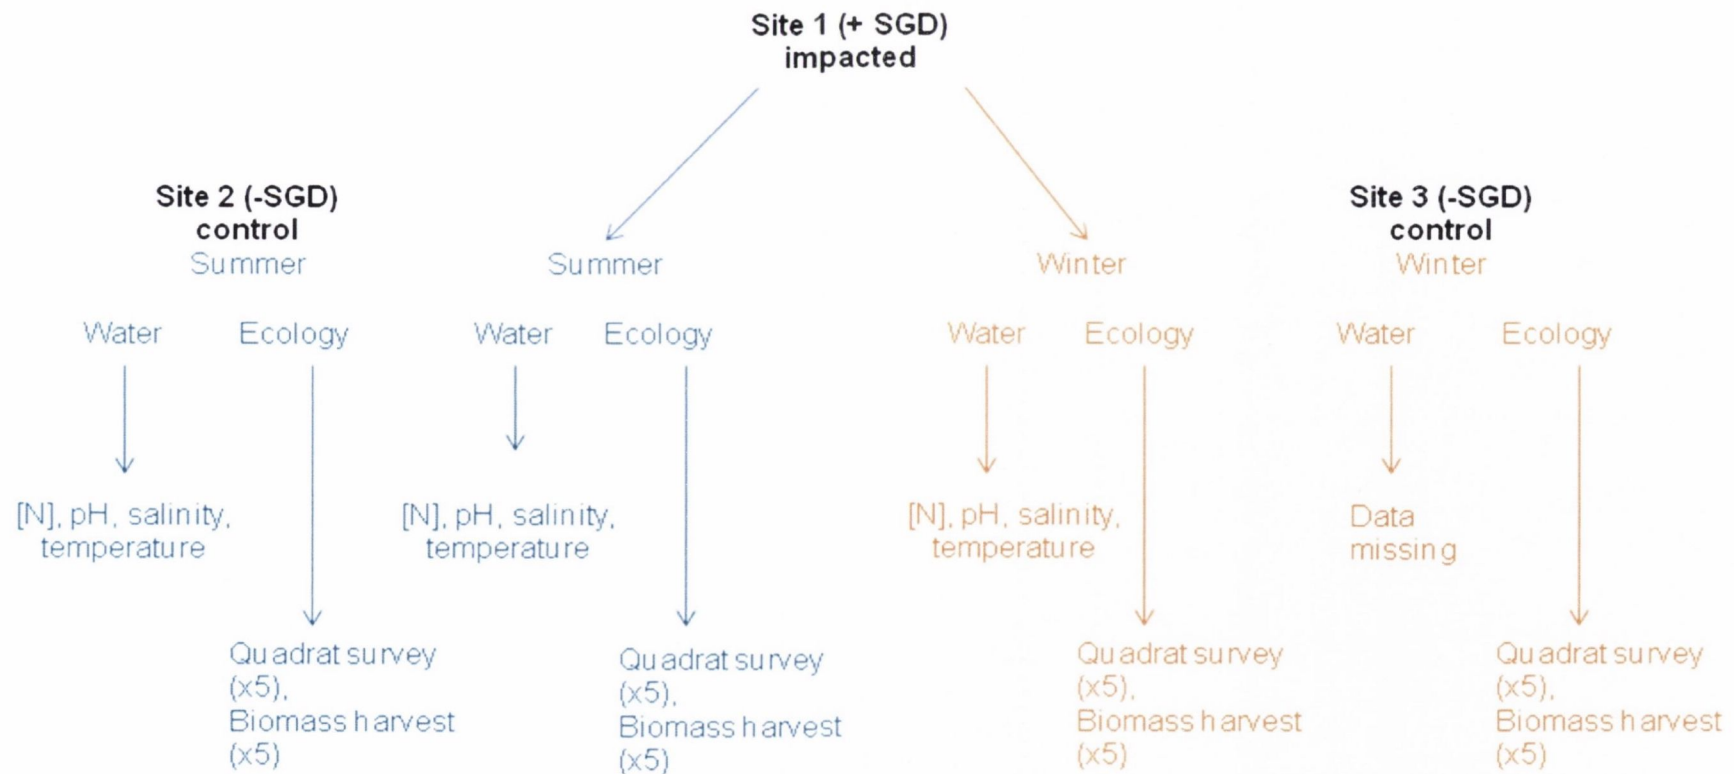 Site 1 (+ SGD)
impacted
Site 2 (-SGD)
control
Summer
Summer
Winter
Site 3 (-SGD)
control
Winter
Water
Ecology
Water
Ecology
Water
Ecology
Water
Ecology
[N], pH, salinity,
temperature
[N], pH, salinity,
temperature
[N], pH, salinity,
temperature
Data
missing
Quadrat survey
(x5),
Biomass harvest
(x5)
Quadrat survey
(x5),
Biomass harvest
(x5)
Quadrat survey
(x5),
Biomass harvest
(x5)
Quadrat survey
(x5),
Biomass harvest
(x5)